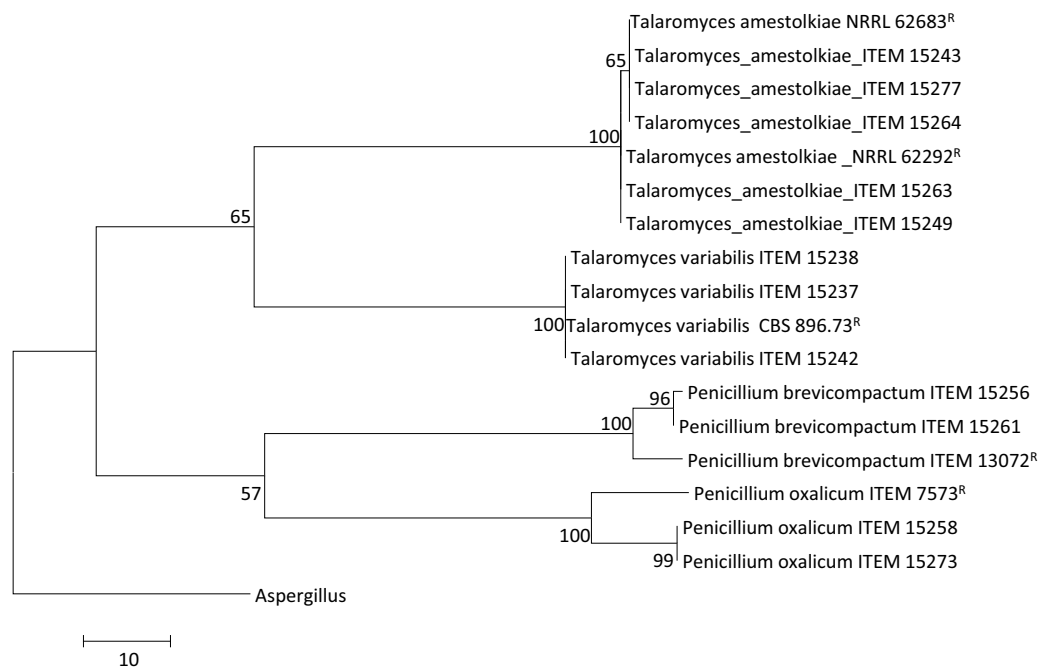 Talaromyces amestolkiae NRRL 62683ᴿ
65
Talaromyces_amestolkiae_ITEM 15243
Talaromyces_amestolkiae_ITEM 15277
Talaromyces_amestolkiae_ITEM 15264
100
Talaromyces amestolkiae _NRRL 62292ᴿ
Talaromyces_amestolkiae_ITEM 15263
65
Talaromyces_amestolkiae_ITEM 15249
Talaromyces variabilis ITEM 15238
Talaromyces variabilis ITEM 15237
100 Talaromyces variabilis CBS 896.73ᴿ
Talaromyces variabilis ITEM 15242
96
Penicillium brevicompactum ITEM 15256
100
Penicillium brevicompactum ITEM 15261
Penicillium brevicompactum ITEM 13072ᴿ
57
Penicillium oxalicum ITEM 7573ᴿ
100
Penicillium oxalicum ITEM 15258
99
Penicillium oxalicum ITEM 15273
Aspergillus
10